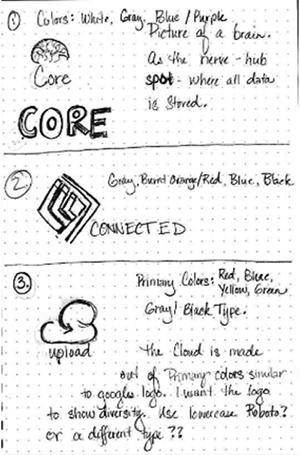 1 Colors: White, Gray, Blue / Purple
Picture of a brain.
As the nerve-hub
spot - where all data
is stored.
Core
CORE
2 Gray, Burnt Orange/Red, Blue, Black
CONNECTED
3. Primary Colors: Red, Blue,
Yellow, Green
Gray/Black Type.
upload
the Cloud is made
out of Primary colors similar
to googles logo. I want the logo
to show diversity. Use lowercase Roboto?
or a different type??